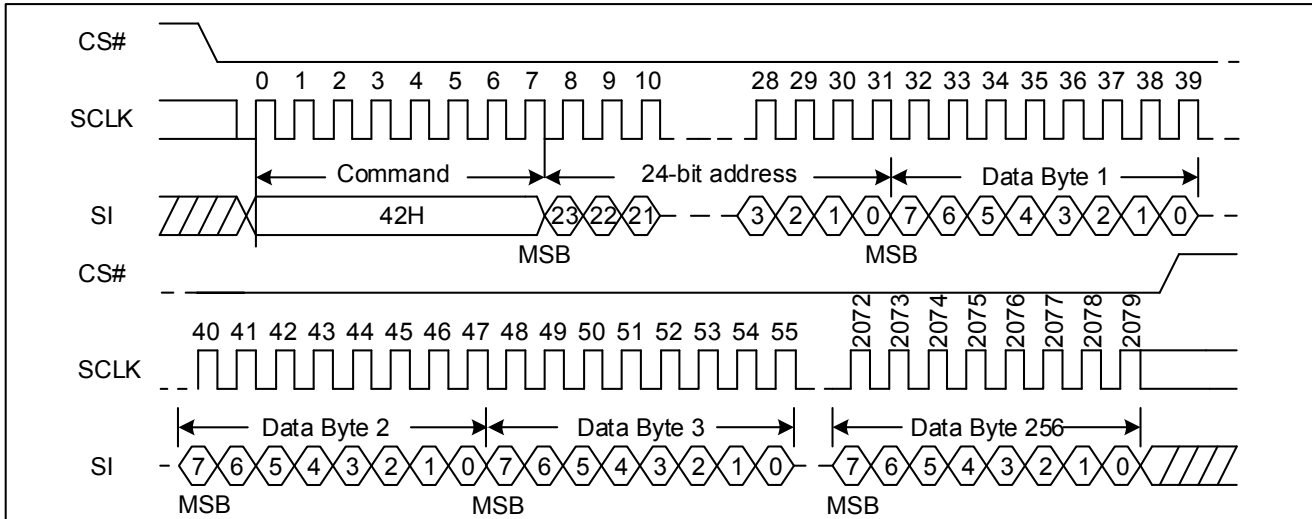 CS#
0 1 2 3 4 5 6 7 8 9 10 28 29 30 31 32 33 34 35 36 37 38 39
SCLK
Command 24-bit address Data Byte 1
SI 42H 23 22 21 3 2 1 0 7 6 5 4 3 2 1 0
MSB MSB
CS#
40 41 42 43 44 45 46 47 48 49 50 51 52 53 54 55 2072 2073 2074 2075 2076 2077 2078 2079
SCLK
Data Byte 2 Data Byte 3 Data Byte 256
SI 7 6 5 4 3 2 1 0 7 6 5 4 3 2 1 0 7 6 5 4 3 2 1 0
MSB MSB MSB